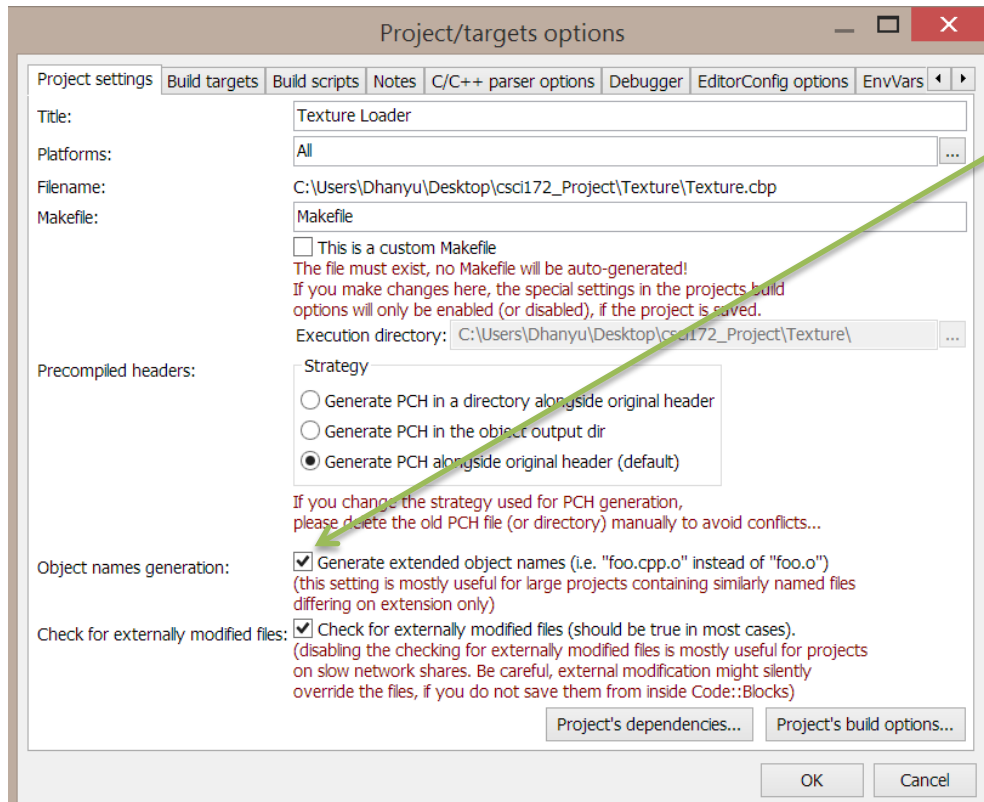 Project/targets options
Project settings Build targets Build scripts Notes C/C++ parser options Debugger EditorConfig options EnvVars
Title: Texture Loader
Platforms: All ...
Filename: C:\Users\Dhanyu\Desktop\csci172_Project\Texture\Texture.cbp
Makefile: Makefile
This is a custom Makefile
The file must exist, no Makefile will be auto-generated!
If you make changes here, the special settings in the projects build
options will only be enabled (or disabled), if the project is saved.
Execution directory: C:\Users\Dhanyu\Desktop\csci172_Project\Texture\ ...
Precompiled headers: Strategy
Generate PCH in a directory alongside original header
Generate PCH in the object output dir
Generate PCH alongside original header (default)
If you change the strategy used for PCH generation,
please delete the old PCH file (or directory) manually to avoid conflicts...
Object names generation: Generate extended object names (i.e. "foo.cpp.o" instead of "foo.o")
(this setting is mostly useful for large projects containing similarly named files
differing on extension only)
Check for externally modified files: Check for externally modified files (should be true in most cases).
(disabling the checking for externally modified files is mostly useful for projects
on slow network shares. Be careful, external modification might silently
override the files, if you do not save them from inside Code::Blocks)
Project's dependencies... Project's build options...
OK Cancel